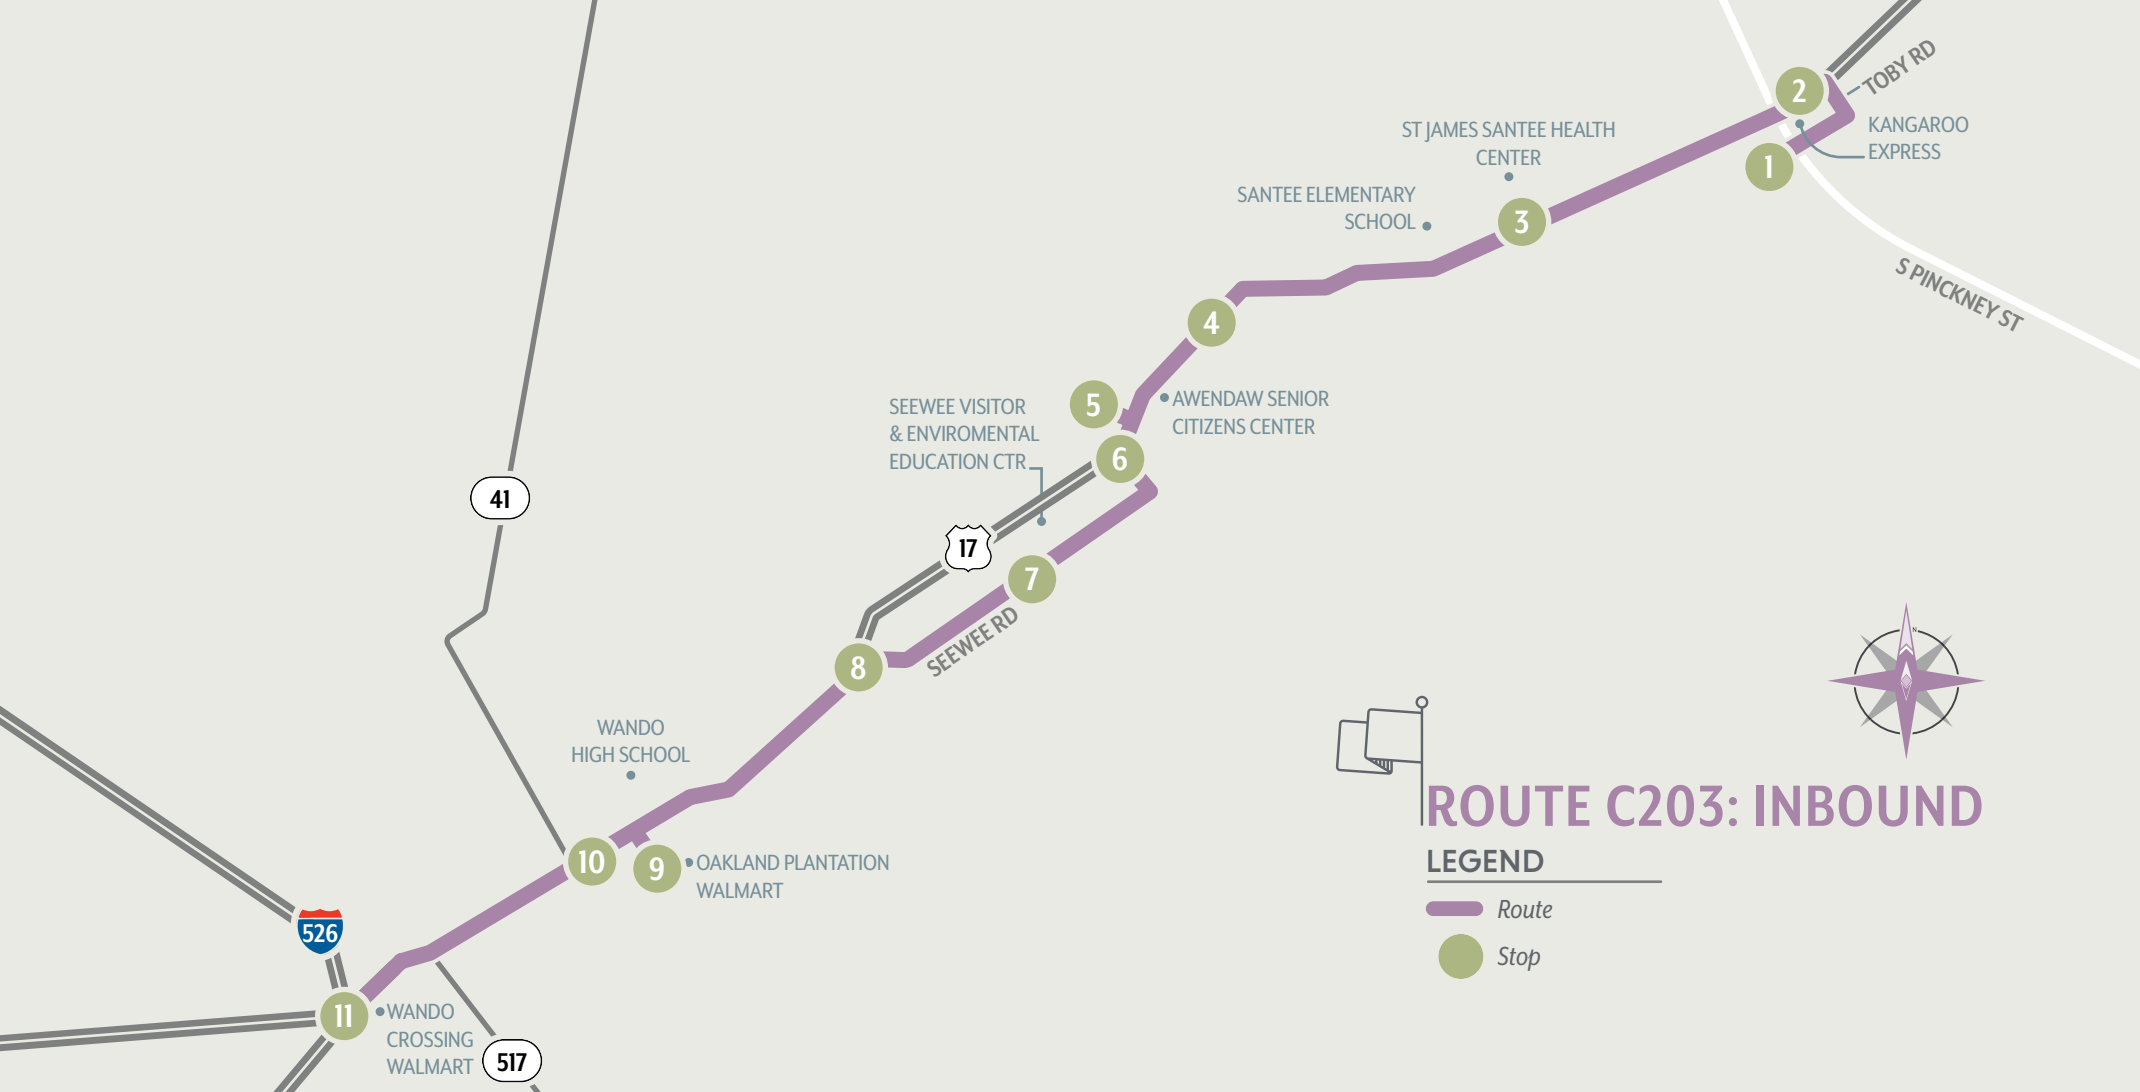 2
TOBY RD
KANGAROO
EXPRESS
1
ST JAMES SANTEE HEALTH
CENTER
SANTEE ELEMENTARY
SCHOOL
3
S PINCKNEY ST
4
5
SEEWEE VISITOR
& ENVIROMENTAL
EDUCATION CTR
AWENDAW SENIOR
CITIZENS CENTER
6
41
17
7
SEEWEE RD
8
WANDO
HIGH SCHOOL
10
9
OAKLAND PLANTATION
WALMART
526
11
WANDO
CROSSING
WALMART
517
N
ROUTE C203: INBOUND
LEGEND
Route
Stop